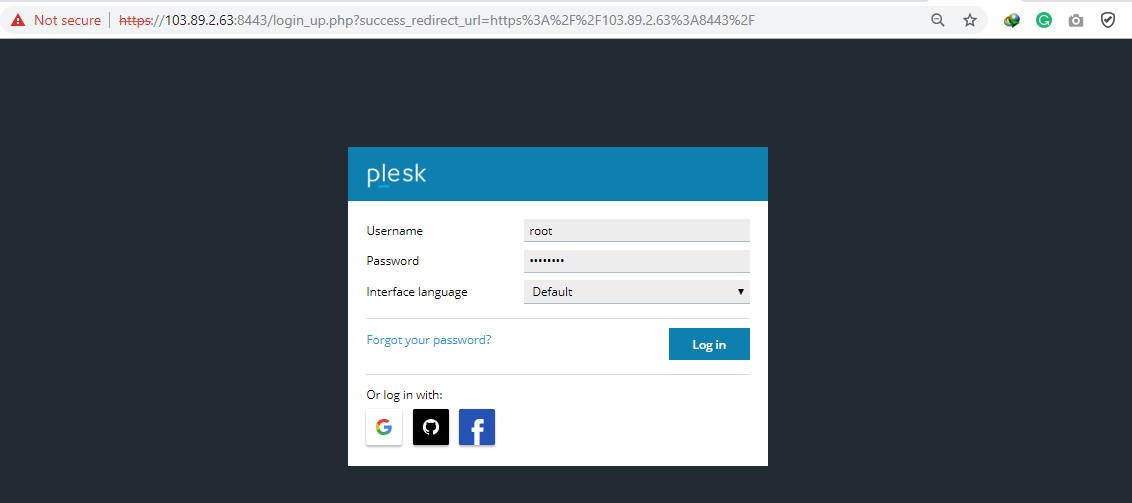 Not secure | https://103.89.2.63:8443/login_up.php?success_redirect_url=https%3A%2F%2F103.89.2.63%3A8443%2F
plesk
Username root
Password ••••••••
Interface language Default
Forgot your password? Log in
Or log in with: